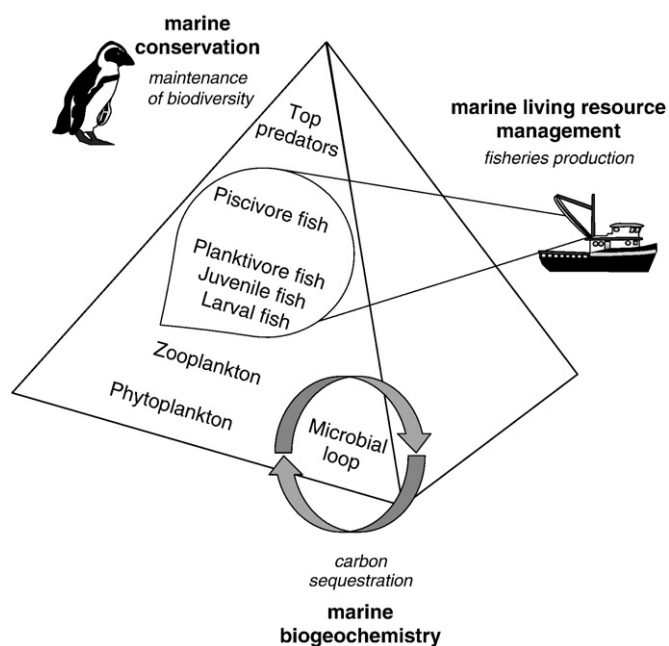 marine
conservation
maintenance
of biodiversity
marine living resource
management
fisheries production
Top
predators
Piscivore fish
Planktivore fish
Juvenile fish
Larval fish
Zooplankton
Phytoplankton
Microbial
loop
carbon
sequestration
marine
biogeochemistry